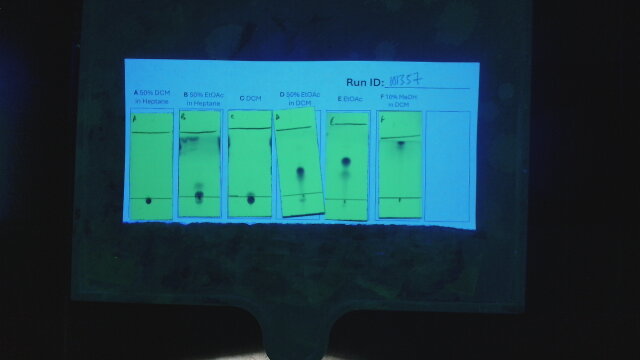 Run ID:
A 50% DCM in Heptane
B 50% EtOAc in Heptane
C DCM
D 50% EtOAc in DCM
E EtOAc
F 10% MeOH in DCM
A
B
C
E
F